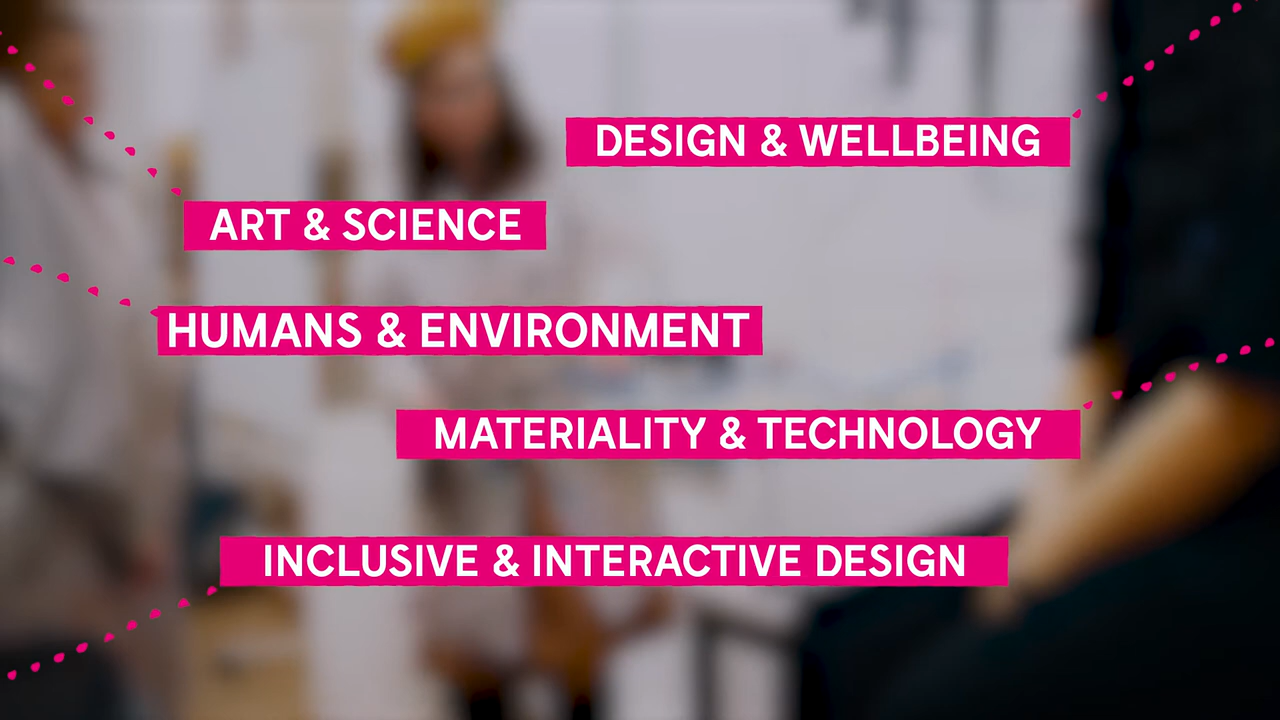 DESIGN & WELLBEING
ART & SCIENCE
HUMANS & ENVIRONMENT
MATERIALITY & TECHNOLOGY
INCLUSIVE & INTERACTIVE DESIGN